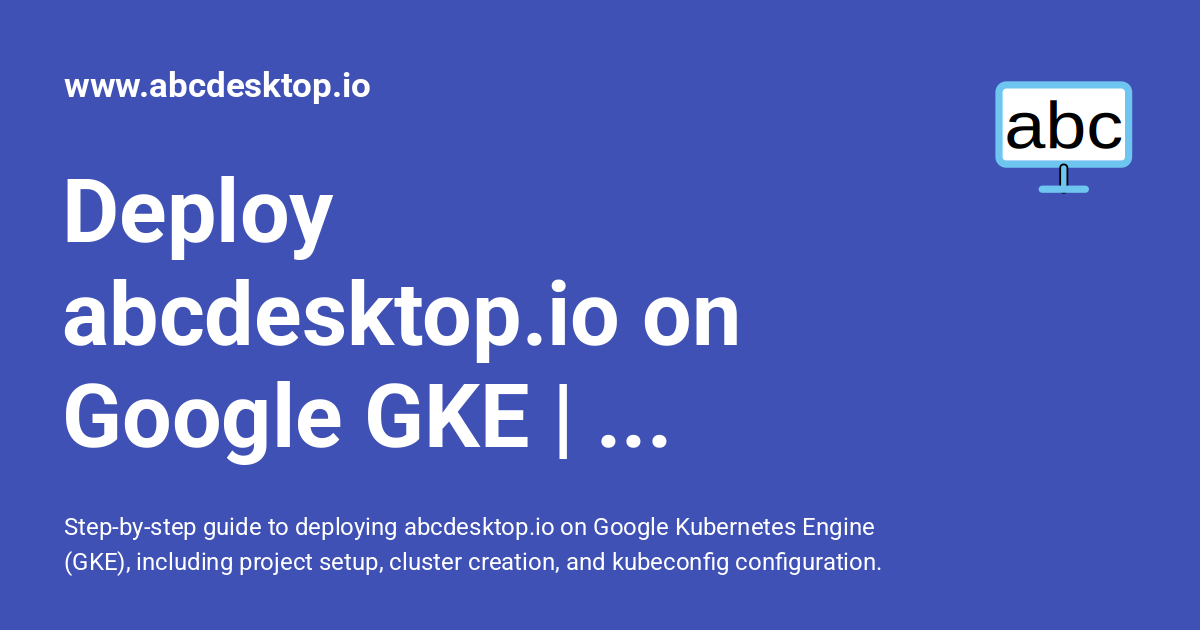 www.abcdesktop.io
abc
Deploy
abcdesktop.io on
Google GKE | ...
Step-by-step guide to deploying abcdesktop.io on Google Kubernetes Engine
(GKE), including project setup, cluster creation, and kubeconfig configuration.